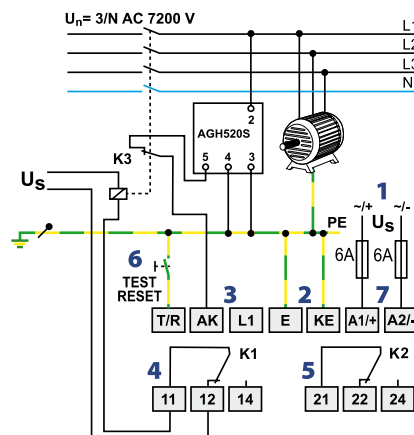 Un= 3/N AC 7200 V
L1
L2
L3
N
2
AGH520S
5 4 3
K3
Us
1
~/+ ~/-
Us
PE
6A 6A
6
TEST
RESET
3
2
7
T/R AK L1 E KE A1/+ A2/-
4
K1
5
K2
11 12 14 21 22 24